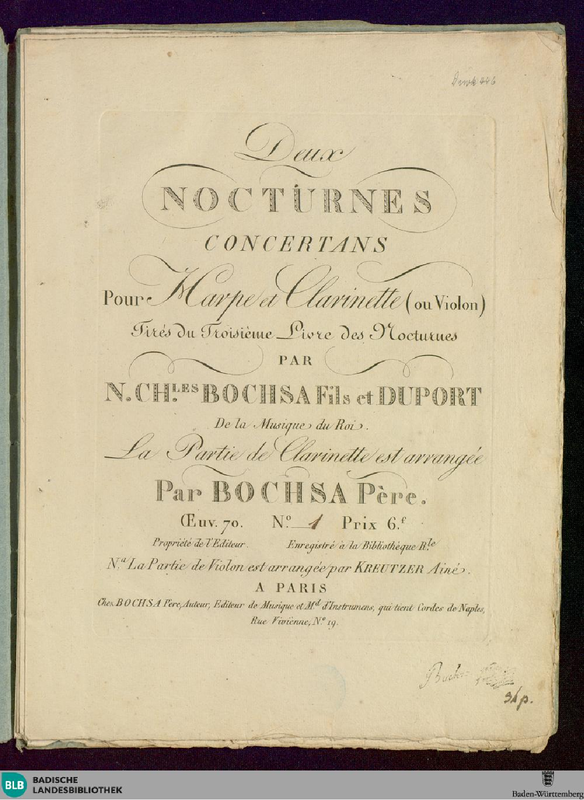 Deux
NOCTURNES
CONCERTANS
Pour Harpe et Clarinette (ou Violon)
Tirés du Troisième Livre des Nocturnes
PAR
N. CH.LES BOCHSA Fils et DUPORT
De la Musique du Roi.
La Partie de Clarinette est arrangée
Par BOCHSA Père.
Œuv. 70. N.o 1 Prix 6.f
Propriété de l'Editeur. Enregistré a la Bibliothèque R.le
N.a La Partie de Violon est arrangée par KREUTZER Ainé.
A PARIS
Chez BOCHSA Pere, Auteur, Editeur de Musique et M.d d'Instrumens, qui tient Cordes de Naples,
Rue Vivienne, N.o 19.
BLB BADISCHE
LANDESBIBLIOTHEK
Baden-Württemberg